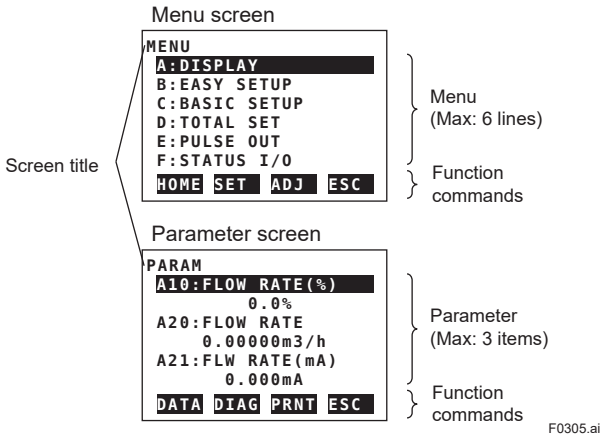 Menu screen
MENU
A:DISPLAY
B:EASY SETUP
C:BASIC SETUP
D:TOTAL SET
E:PULSE OUT
F:STATUS I/O
HOME SET ADJ ESC
Menu
(Max: 6 lines)
Function
commands
Screen title
Parameter screen
PARAM
A10:FLOW RATE(%)
0.0%
A20:FLOW RATE
0.00000m3/h
A21:FLW RATE(mA)
0.000mA
DATA DIAG PRNT ESC
Parameter
(Max: 3 items)
Function
commands
F0305.ai